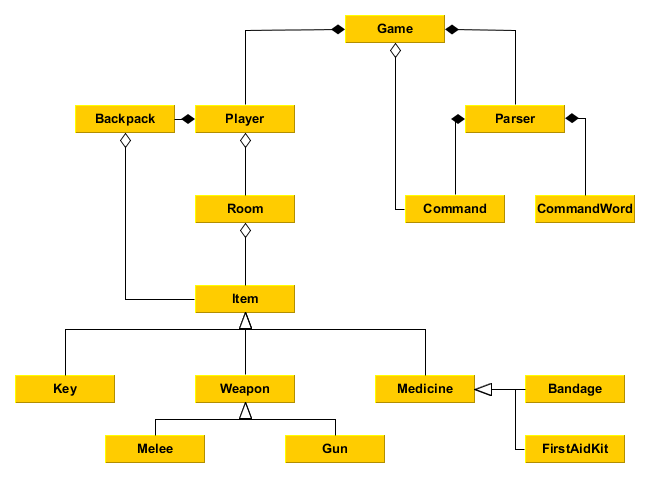 Game
Backpack
Player
Parser
Room
Command
CommandWord
Item
Key
Weapon
Medicine
Bandage
Melee
Gun
FirstAidKit